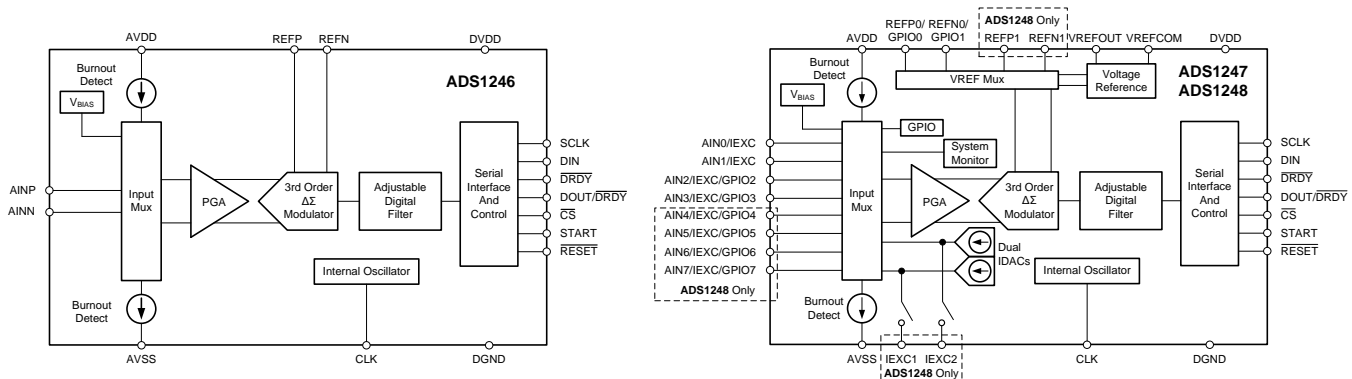 AVDD
REFP REFN
DVDD
Burnout
Detect
ADS1246
VBIAS
Input
Mux
AINP
AINN
PGA
3rd Order
ΔΣ
Modulator
Adjustable
Digital
Filter
Serial
Interface
And
Control
SCLK
DIN
DRDY
DOUT/DRDY
CS
START
RESET
Internal Oscillator
Burnout
Detect
AVSS
CLK
DGND
AVDD
REFP0/
GPIO0
REFN0/
GPIO1
ADS1248 Only
REFP1 REFN1
VREFOUT VREFCOM
DVDD
Burnout
Detect
VREF Mux
Voltage
Reference
ADS1247
ADS1248
VBIAS
GPIO
System
Monitor
AIN0/IEXC
AIN1/IEXC
AIN2/IEXC/GPIO2
AIN3/IEXC/GPIO3
AIN4/IEXC/GPIO4
AIN5/IEXC/GPIO5
AIN6/IEXC/GPIO6
AIN7/IEXC/GPIO7
ADS1248 Only
Input
Mux
PGA
3rd Order
ΔΣ
Modulator
Adjustable
Digital
Filter
Serial
Interface
And
Control
SCLK
DIN
DRDY
DOUT/DRDY
CS
START
RESET
Dual
IDACs
Internal Oscillator
Burnout
Detect
AVSS
IEXC1 IEXC2
ADS1248 Only
CLK
DGND